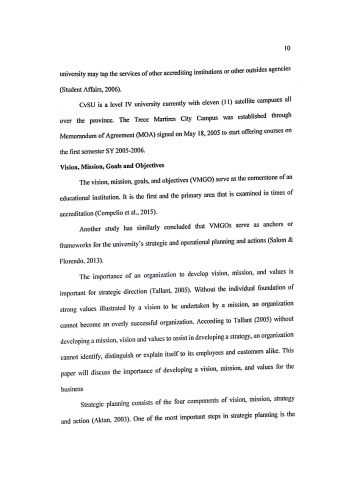 10
university may tap the services of other accrediting institutions or other outsides agencies
(Student Affairs, 2006).
CvSU is a level IV university currently with eleven (11) satellite campuses all
over the province. The Trece Martires City Campus was established through
Memorandum of Agreement (MOA) signed on May 18, 2005 to start offering courses on
the first semester SY 2005-2006.
Vision, Mission, Goals and Objectives
The vision, mission, goals, and objectives (VMGO) serve as the cornerstone of an
educational institution. It is the first and the primary area that is examined in times of
accreditation (Compelio et al., 2015).
Another study has similarly concluded that VMGOs serve as anchors or
frameworks for the university's strategic and operational planning and actions (Salom &
Florendo, 2013).
The importance of an organization to develop vision, mission, and values is
important for strategic direction (Tallant, 2005). Without the individual foundation of
strong values illustrated by a vision to be undertaken by a mission, an organization
cannot become an overly successful organization. According to Tallant (2005) without
developing a mission, vision and values to assist in developing a strategy, an organization
cannot identify, distinguish or explain itself to its employees and customers alike. This
paper will discuss the importance of developing a vision, mission, and values for the
business
Strategic planning consists of the four components of vision, mission, strategy
and action (Aktan, 2003). One of the most important steps in strategic planning is the